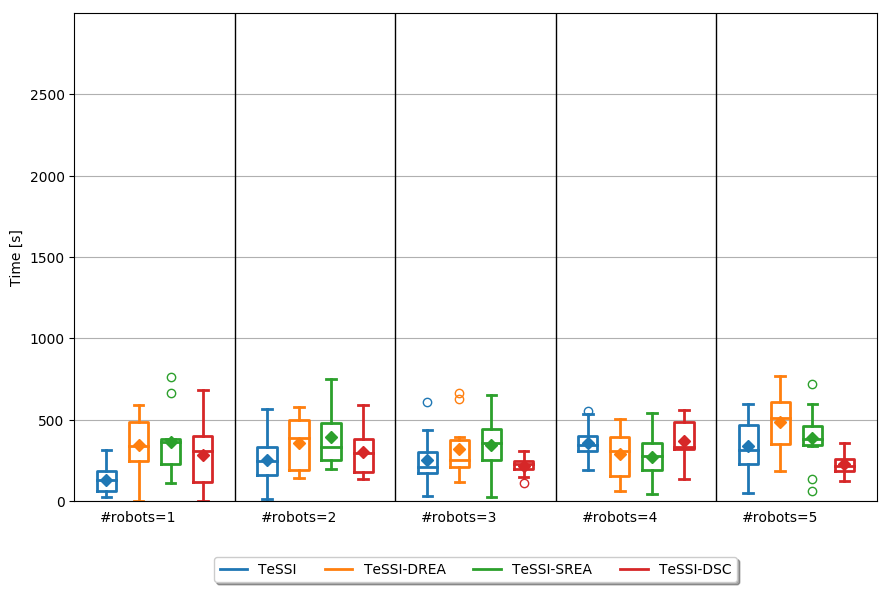 2500
2000
1500
1000
500
0
Time [s]
#robots=1 #robots=2 #robots=3 #robots=4 #robots=5
TeSSI TeSSI-DREA TeSSI-SREA TeSSI-DSC